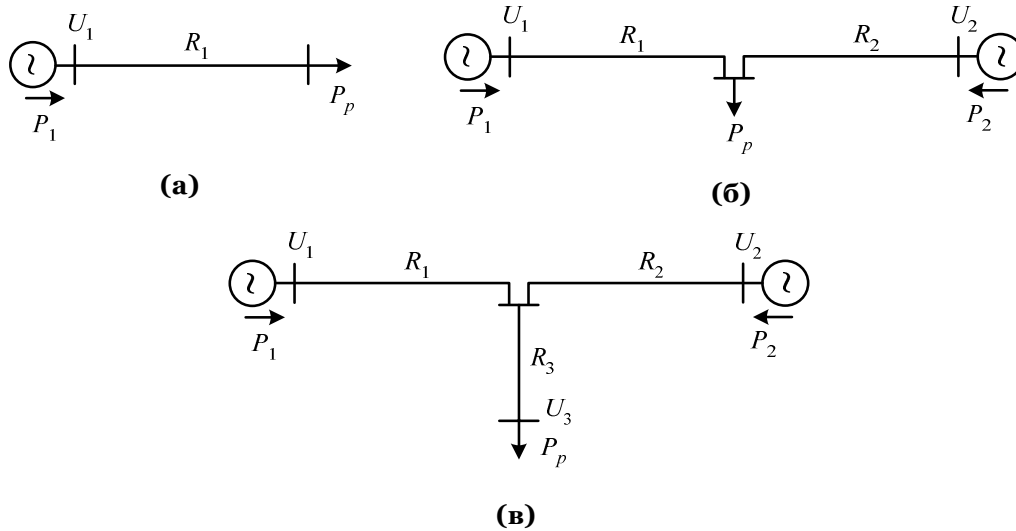 U₁ R₁
P₁ Pₚ
(а)
U₁ R₁ R₂ U₂
P₁ Pₚ P₂
(б)
U₁ R₁ R₂ U₂
P₁ P₂
R₃
U₃
Pₚ
(в)